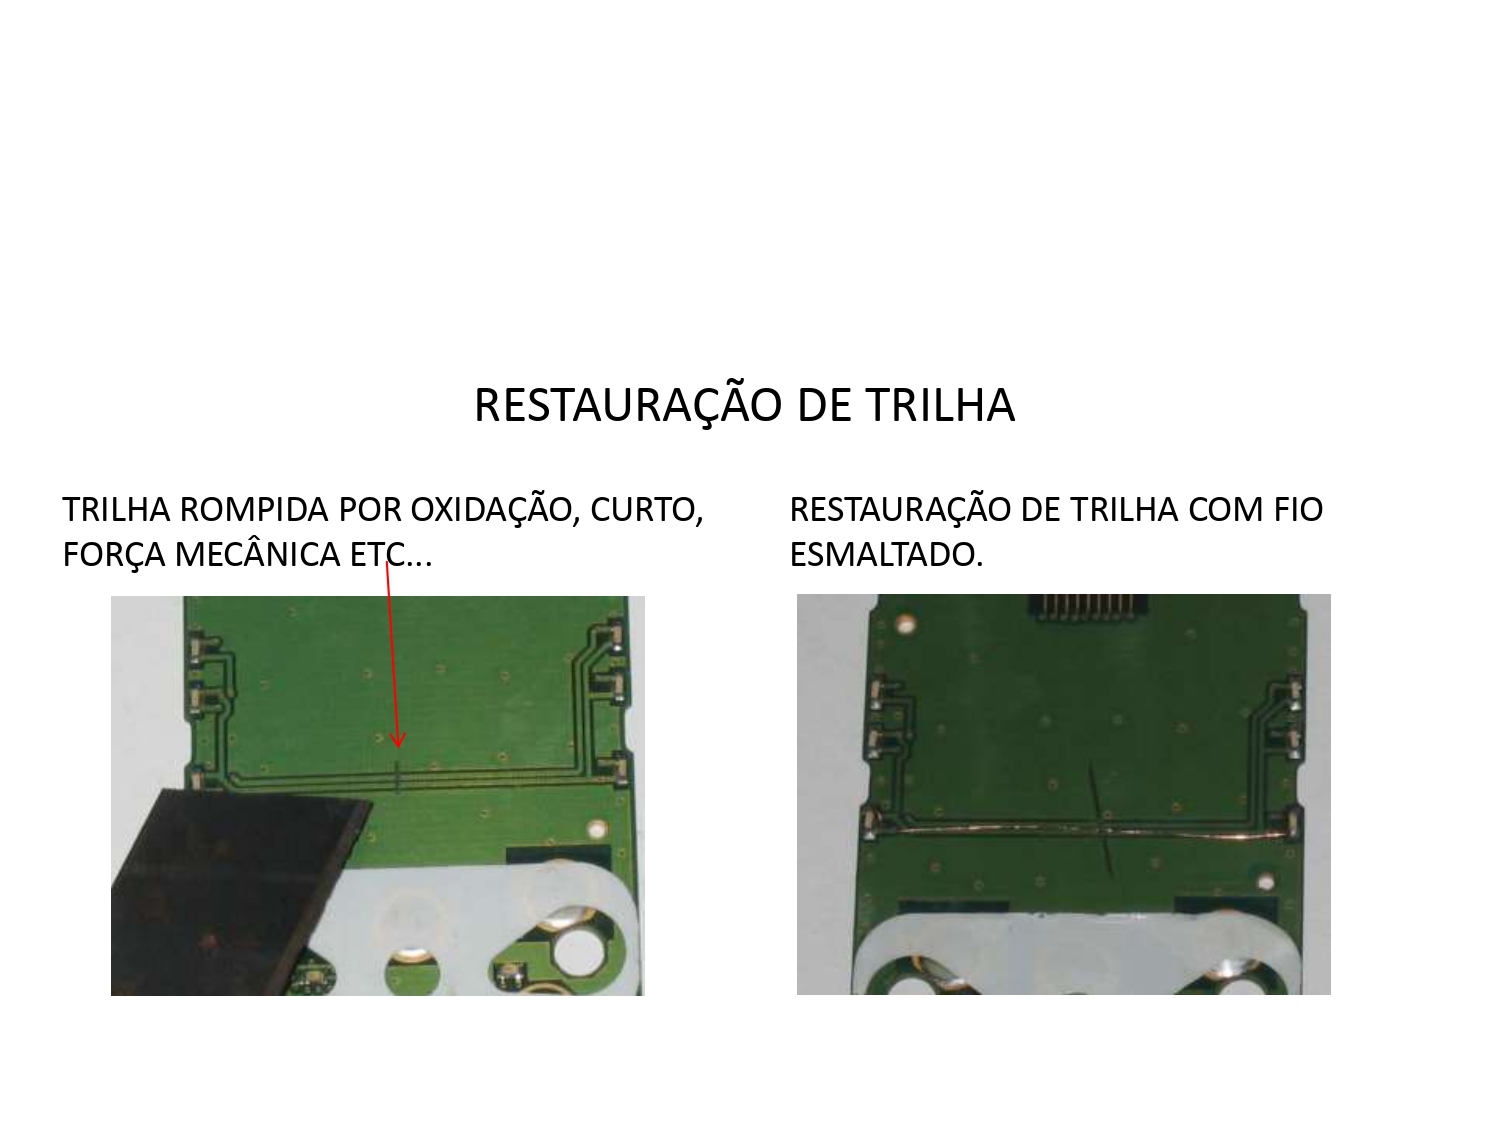 RESTAURAÇÃO DE TRILHA
TRILHA ROMPIDA POR OXIDAÇÃO, CURTO,
FORÇA MECÂNICA ETC...
RESTAURAÇÃO DE TRILHA COM FIO
ESMALTADO.